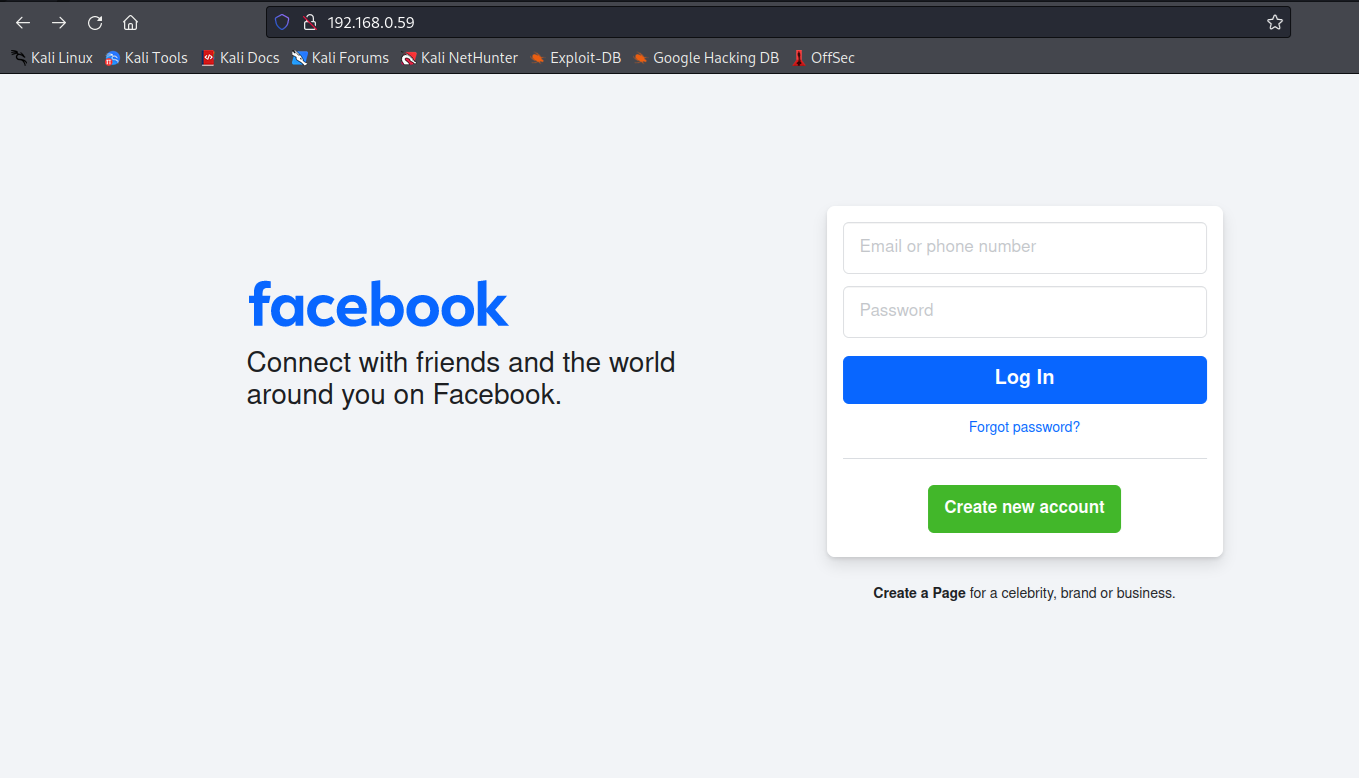 192.168.0.59
Kali Linux Kali Tools Kali Docs Kali Forums Kali NetHunter Exploit-DB Google Hacking DB OffSec
facebook
Connect with friends and the world
around you on Facebook.
Email or phone number
Password
Log In
Forgot password?
Create new account
Create a Page for a celebrity, brand or business.